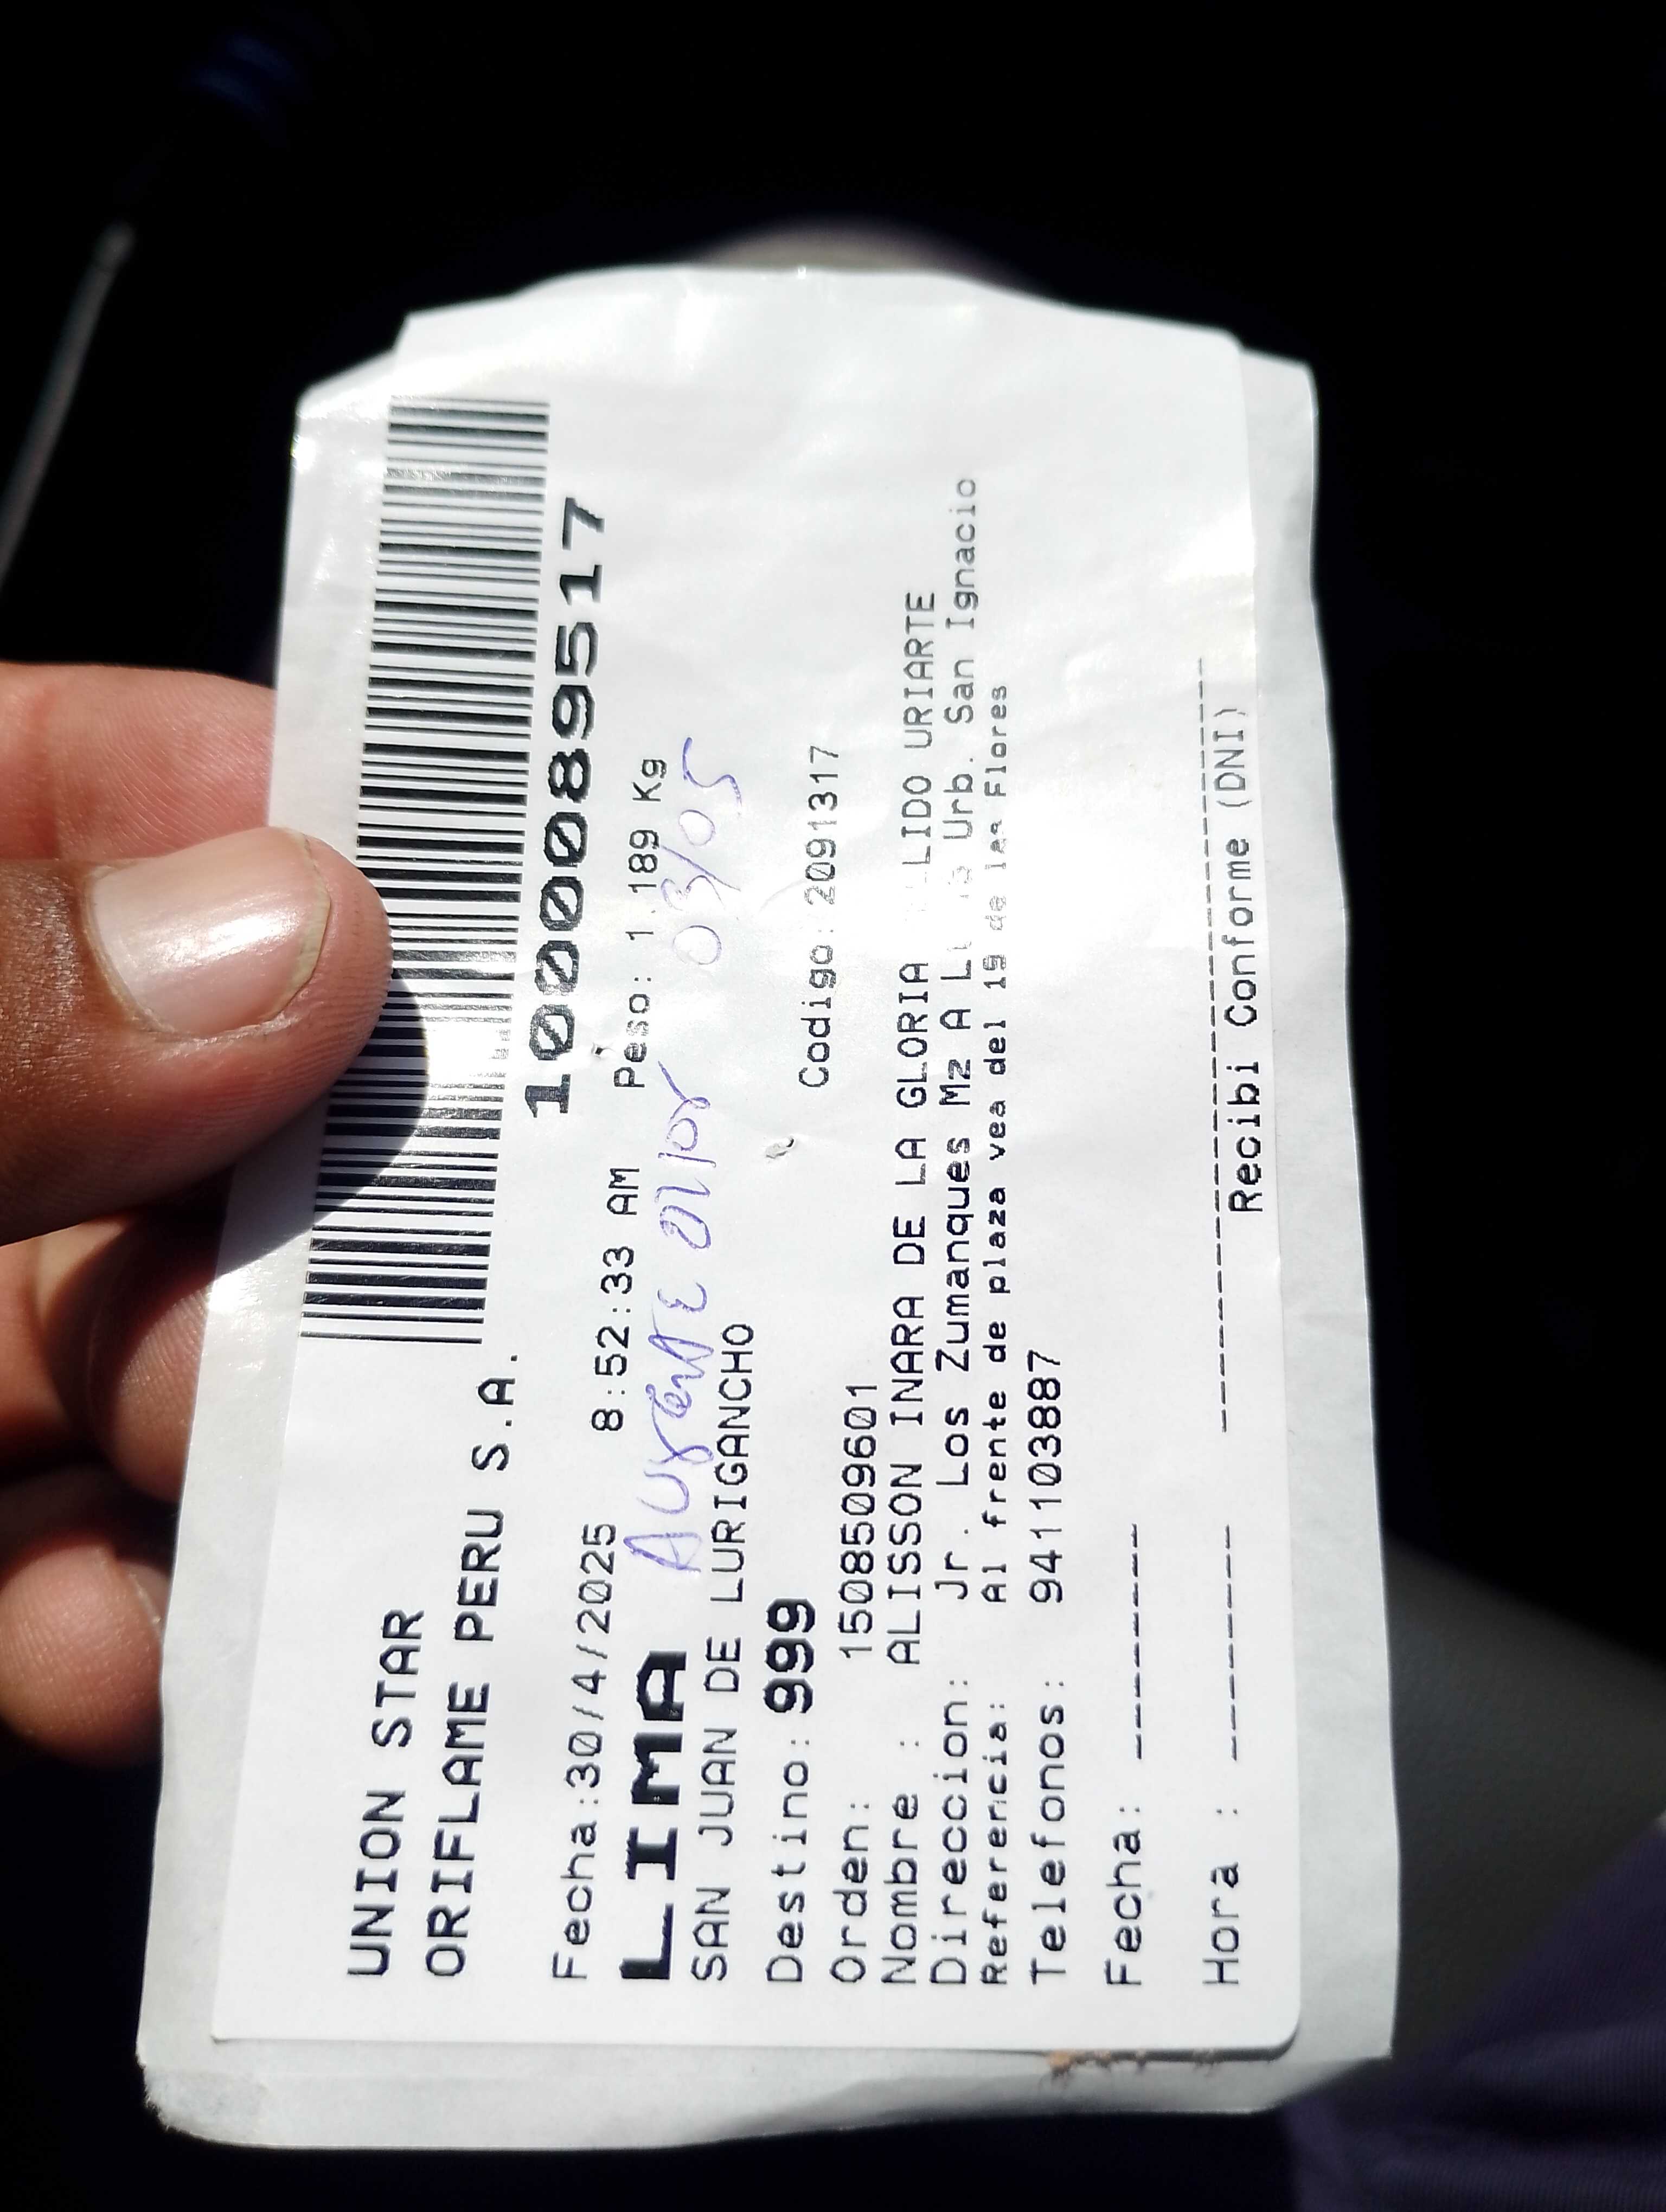 UNION STAR
ORIFLAME PERU S.A.
1000089517
Fecha:30/4/2025 8:52:33 AM Peso: 1.189 Kg
LIMA AUSENTE 02/05 03/05
SAN JUAN DE LURIGANCHO
Destino: 999 Codigo:2091317
Orden: 1508509601
Nombre : ALISSON INARA DE LA GLORIA URIARTE
Direccion: Jr. Los Zumanques Mz A Urb. San Ignacio
Referencia: Al frente de plaza vea del 19 de las Flores
Telefonos: 941103887
Fecha: --------
Hora : --------
Recibi Conforme (DNI)